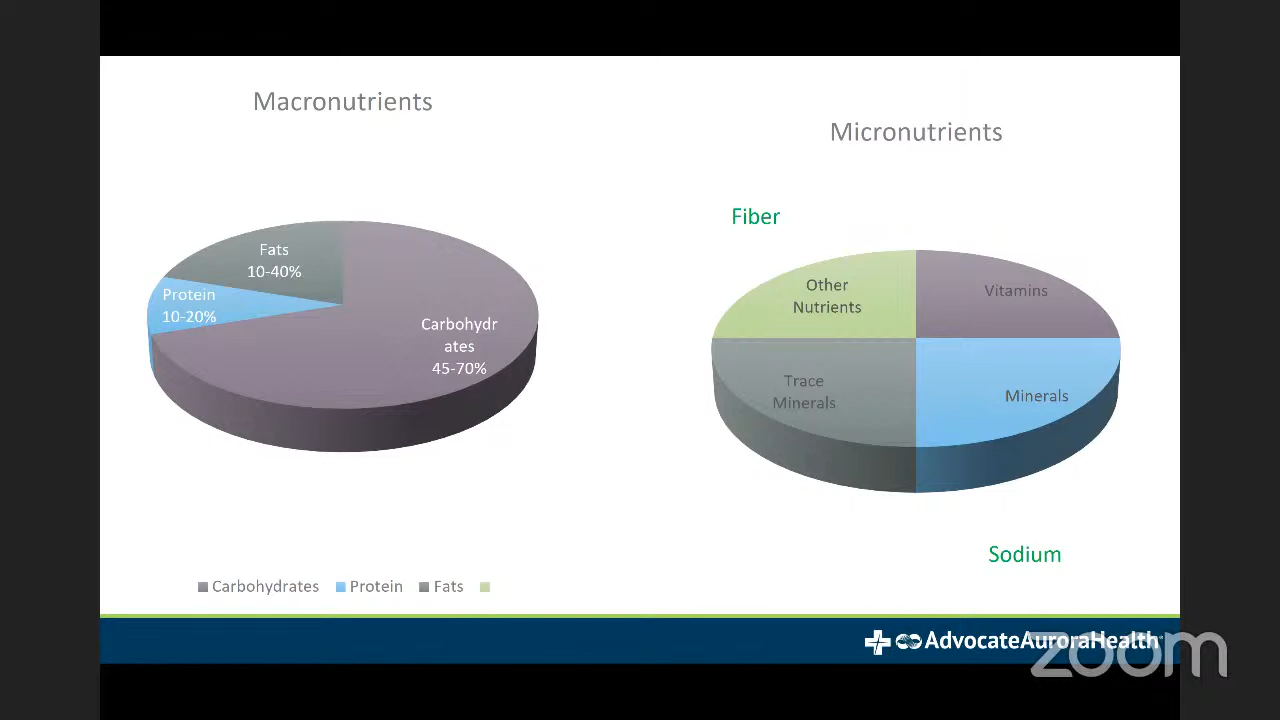 Macronutrients
Fats
10-40%
Protein
10-20%
Carbohydr
ates
45-70%
Carbohydrates
Protein
Fats
Micronutrients
Fiber
Other
Nutrients
Vitamins
Trace
Minerals
Minerals
Sodium
AdvocateAuroraHealth
zoom